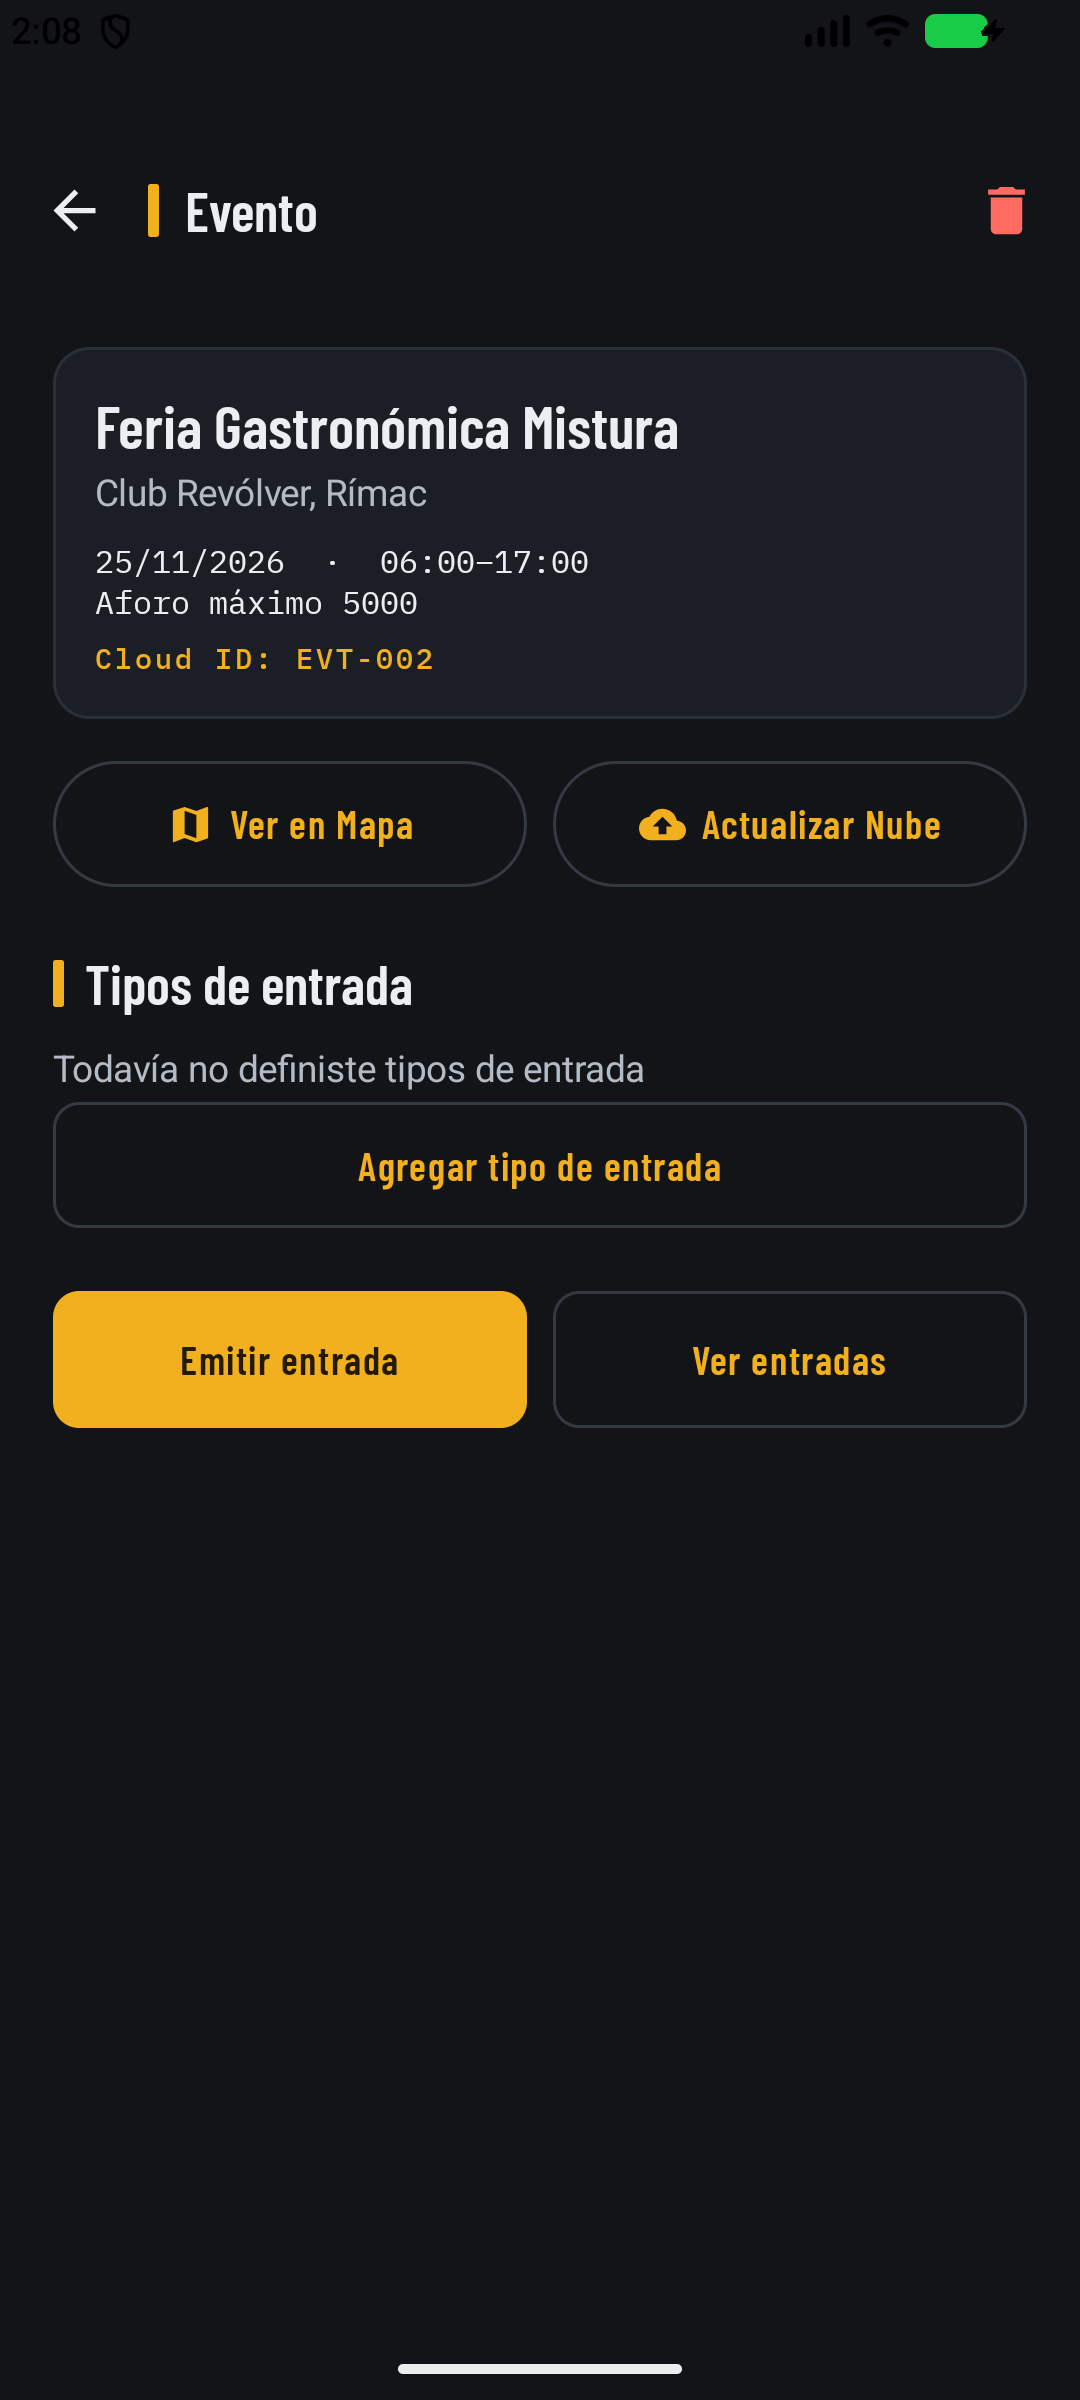 2:08
Evento
Feria Gastronómica Mistura
Club Revólver, Rímac
25/11/2026 · 06:00–17:00
Aforo máximo 5000
Cloud ID: EVT-002
Ver en Mapa
Actualizar Nube
Tipos de entrada
Todavía no definiste tipos de entrada
Agregar tipo de entrada
Emitir entrada
Ver entradas